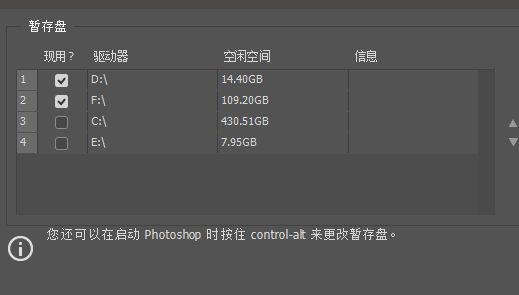 暂存盘
现用？ 驱动器 空闲空间 信息
1 D:\ 14.40GB
2 F:\ 109.20GB
3 C:\ 430.51GB
4 E:\ 7.95GB
您还可以在启动 Photoshop 时按住 control-alt 来更改暂存盘。